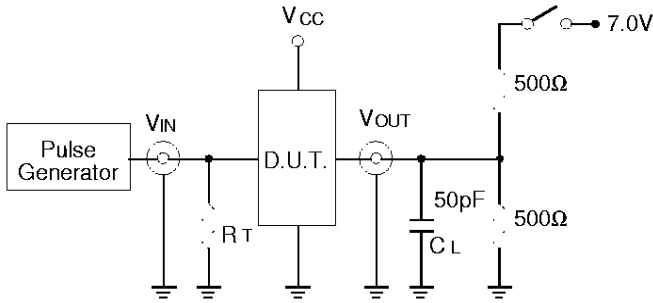 VCC
7.0V
500Ω
VIN
VOUT
Pulse
Generator
D.U.T.
50pF
500Ω
RT
CL